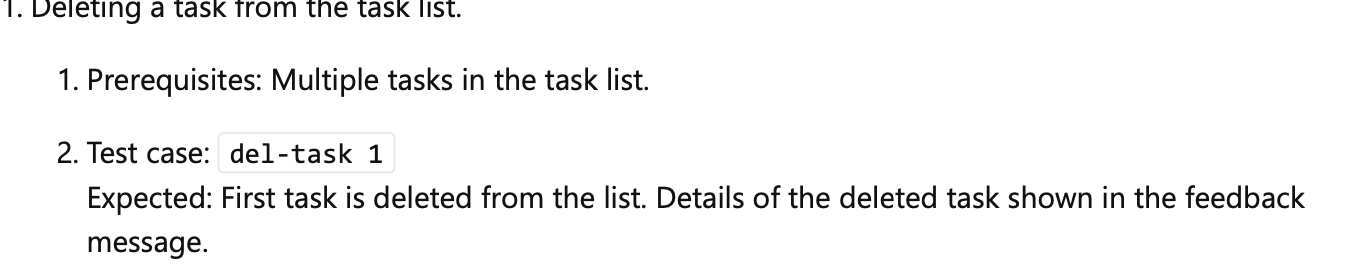 1. Deleting a task from the task list.
1. Prerequisites: Multiple tasks in the task list.
2. Test case: del-task 1
Expected: First task is deleted from the list. Details of the deleted task shown in the feedback
message.